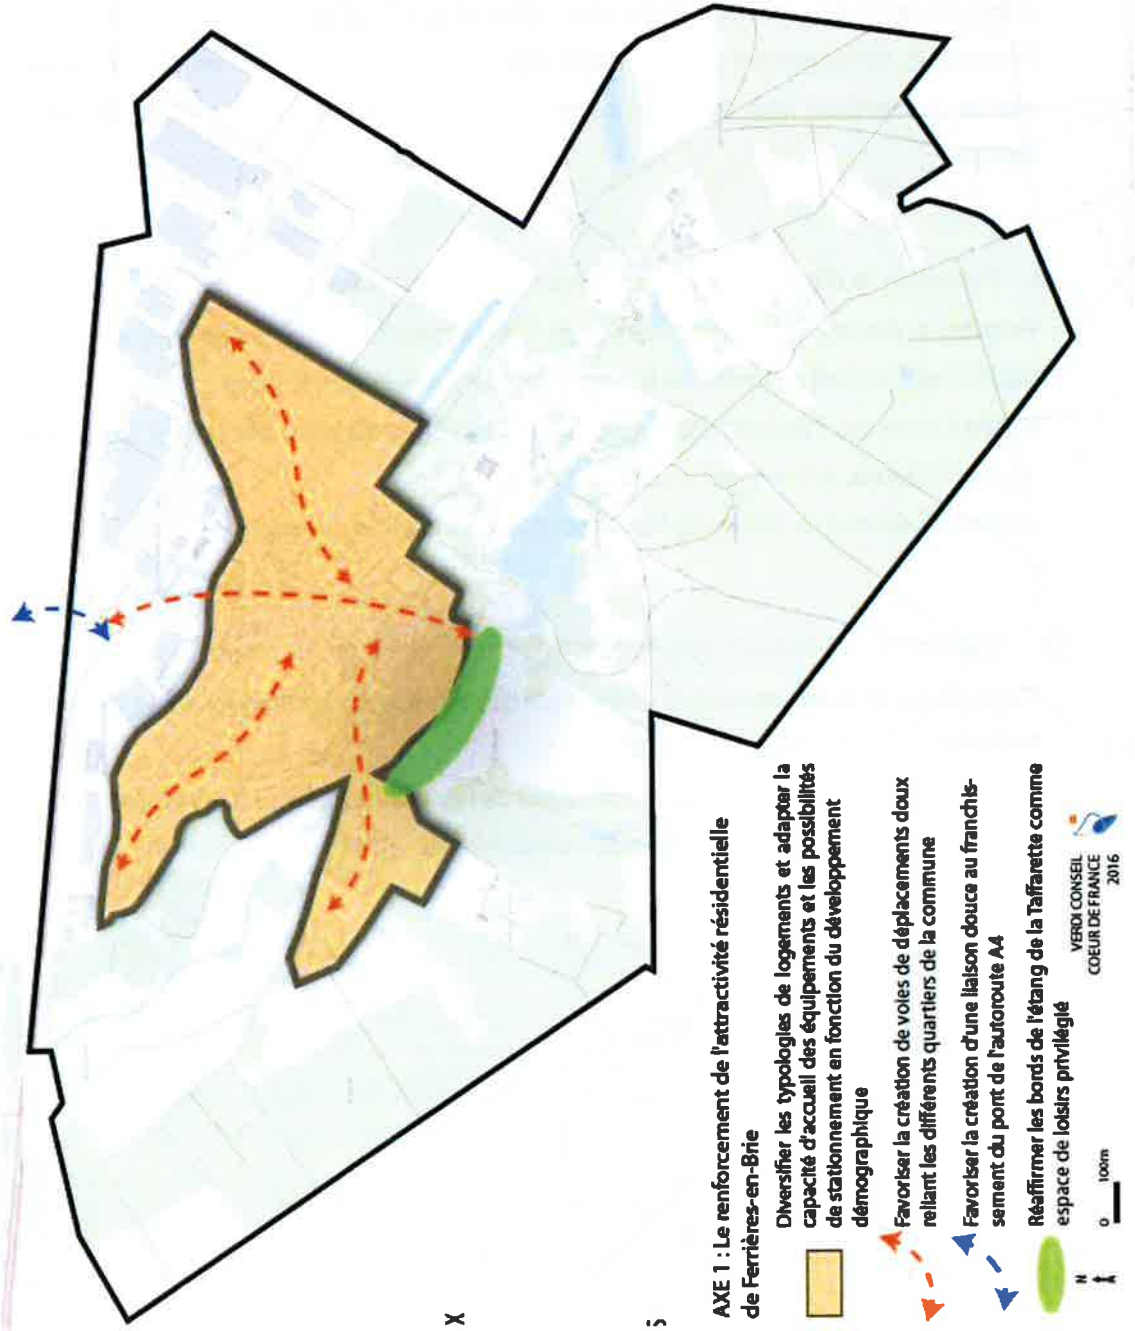 AXE 1 : Le renforcement de l'attractivité résidentielle
de Ferrières-en-Brie
Diversifier les typologies de logements et adapter la
capacité d'accueil des équipements et les possibilités
de stationnement en fonction du développement
démographique
Favoriser la création de voies de déplacements doux
reliant les différents quartiers de la commune
Favoriser la création d'une liaison douce au franchis-
sement du pont de l'autoroute A4
Réaffirmer les bords de l'étang de la Taffarette comme
espace de loisirs privilégié
N
0 100m
VERDI CONSEIL
COEUR DE FRANCE
2016
X